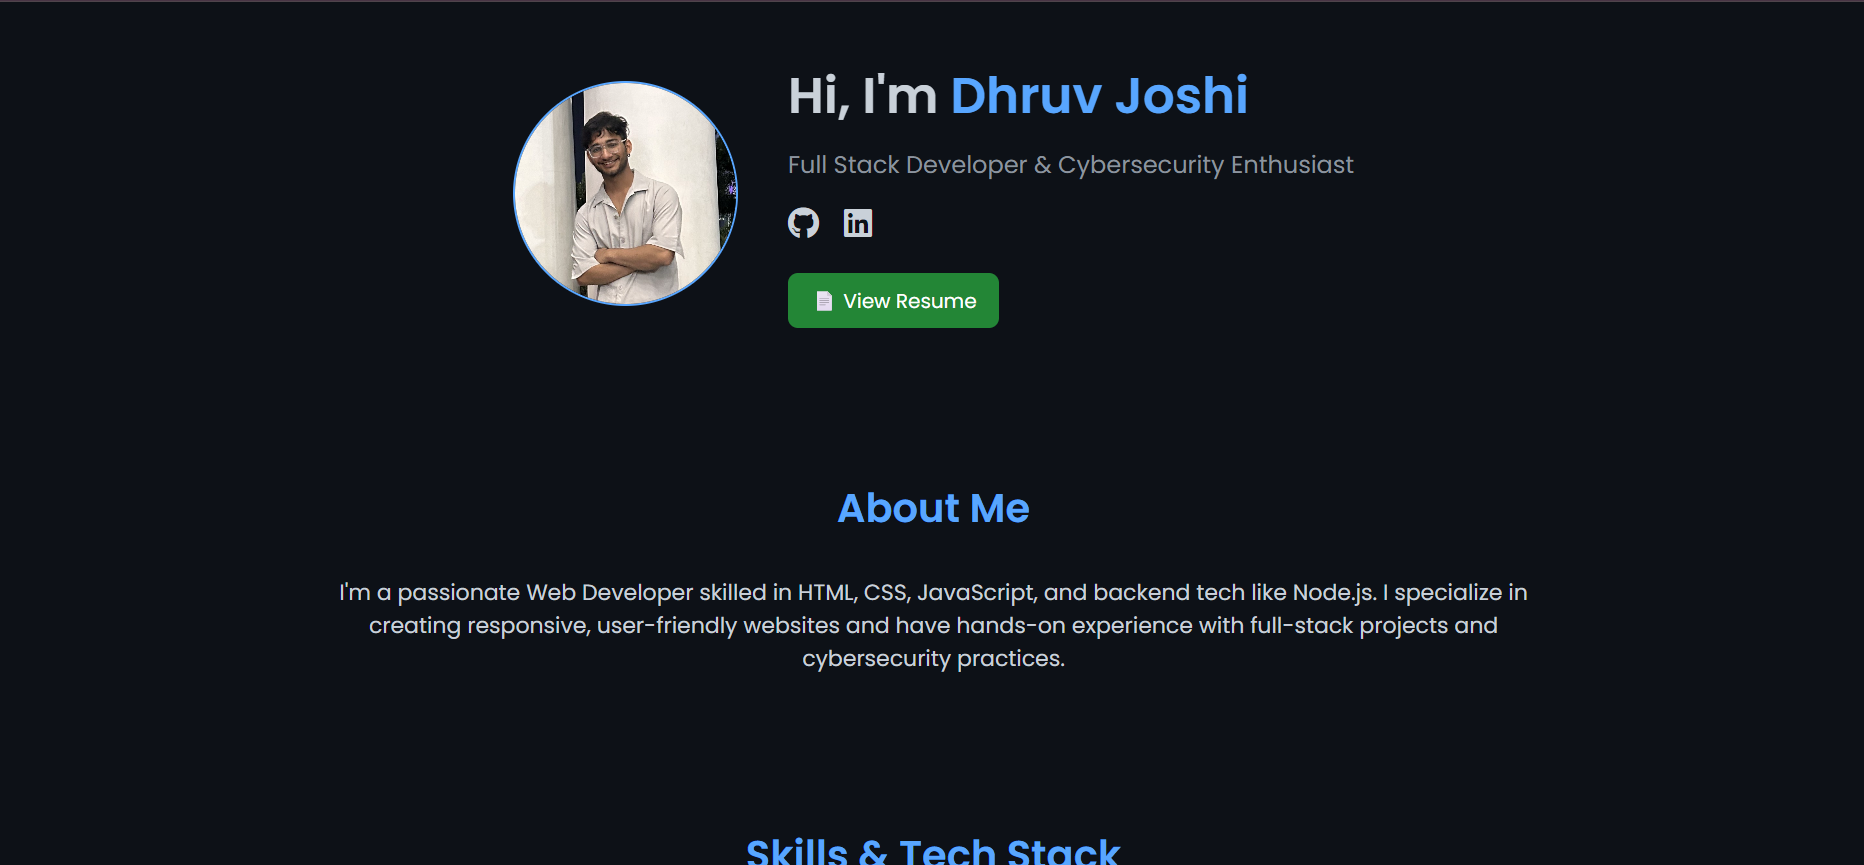 Hi, I'm Dhruv Joshi
Full Stack Developer & Cybersecurity Enthusiast
in
View Resume
About Me
I'm a passionate Web Developer skilled in HTML, CSS, JavaScript, and backend tech like Node.js. I specialize in
creating responsive, user-friendly websites and have hands-on experience with full-stack projects and
cybersecurity practices.
Skills & Tech Stack